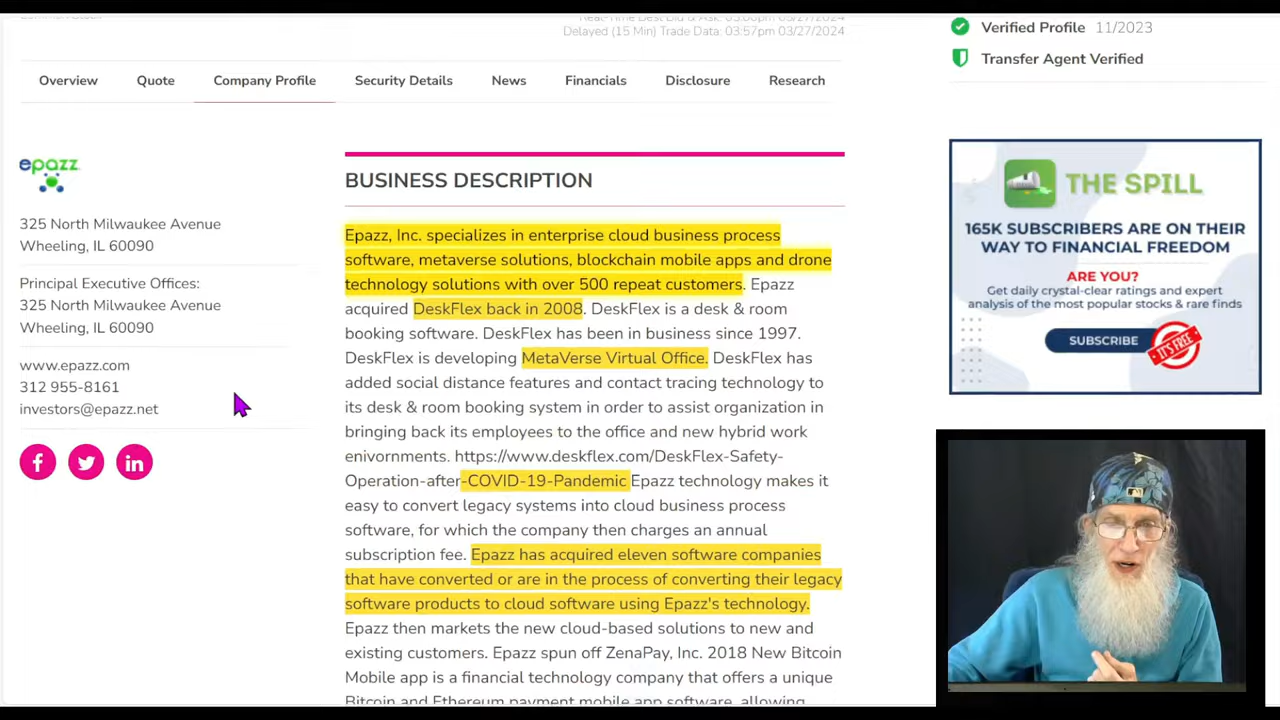 Common Stock
Real-Time Best Bid & Ask: 03:00pm 03/27/2024
Delayed (15 Min) Trade Data: 03:57pm 03/27/2024
Verified Profile 11/2023
Transfer Agent Verified
Overview Quote Company Profile Security Details News Financials Disclosure Research
epazz
325 North Milwaukee Avenue
Wheeling, IL 60090
Principal Executive Offices:
325 North Milwaukee Avenue
Wheeling, IL 60090
www.epazz.com
312 955-8161
investors@epazz.net
BUSINESS DESCRIPTION
Epazz, Inc. specializes in enterprise cloud business process
software, metaverse solutions, blockchain mobile apps and drone
technology solutions with over 500 repeat customers. Epazz
acquired DeskFlex back in 2008. DeskFlex is a desk & room
booking software. DeskFlex has been in business since 1997.
DeskFlex is developing MetaVerse Virtual Office. DeskFlex has
added social distance features and contact tracing technology to
its desk & room booking system in order to assist organization in
bringing back its employees to the office and new hybrid work
enivornments. https://www.deskflex.com/DeskFlex-Safety-
Operation-after-COVID-19-Pandemic Epazz technology makes it
easy to convert legacy systems into cloud business process
software, for which the company then charges an annual
subscription fee. Epazz has acquired eleven software companies
that have converted or are in the process of converting their legacy
software products to cloud software using Epazz's technology.
Epazz then markets the new cloud-based solutions to new and
existing customers. Epazz spun off ZenaPay, Inc. 2018 New Bitcoin
Mobile app is a financial technology company that offers a unique
Bitcoin and Ethereum payment mobile app software, allowing
THE SPILL
165K SUBSCRIBERS ARE ON THEIR
WAY TO FINANCIAL FREEDOM
ARE YOU?
Get daily crystal-clear ratings and expert
analysis of the most popular stocks & rare finds
SUBSCRIBE
IT'S FREE